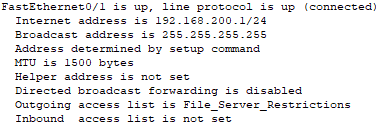 FastEthernet0/1 is up, line protocol is up (connected)
  Internet address is 192.168.200.1/24
  Broadcast address is 255.255.255.255
  Address determined by setup command
  MTU is 1500 bytes
  Helper address is not set
  Directed broadcast forwarding is disabled
  Outgoing access list is File_Server_Restrictions
  Inbound  access list is not set